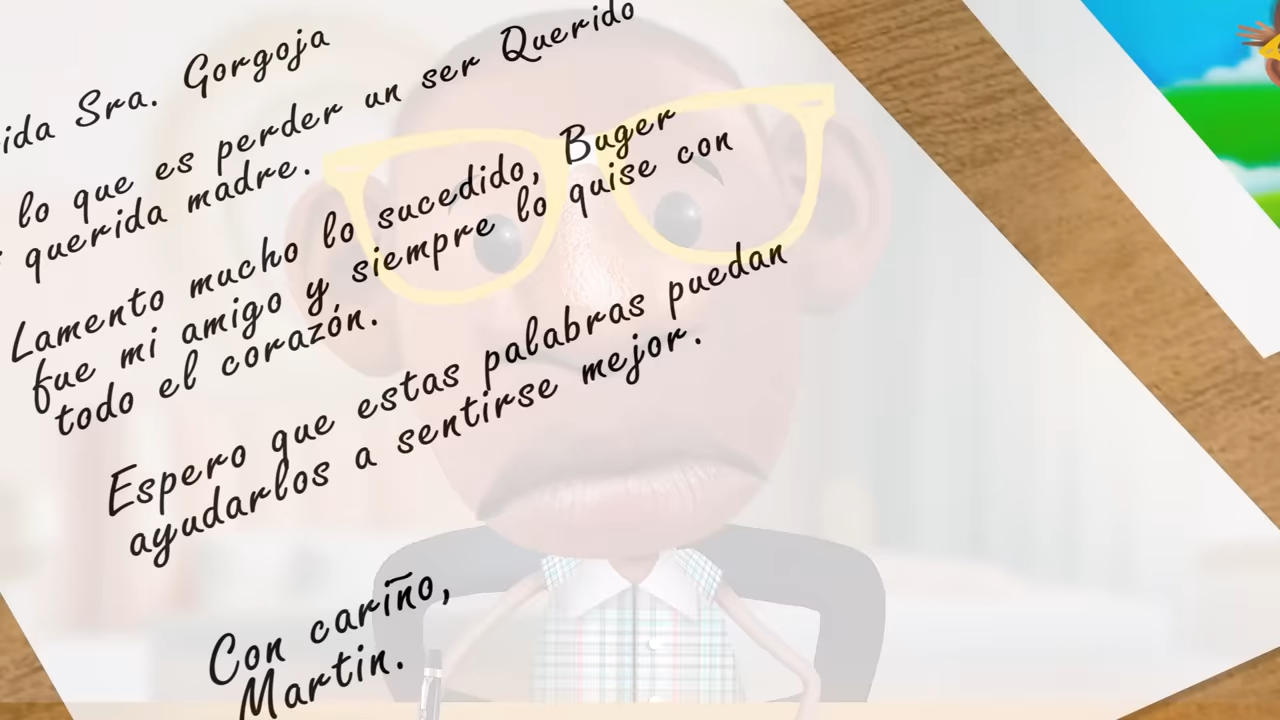 ida Sra. Gorgoja
lo que es perder un ser Querido
querida madre.
Lamento mucho lo sucedido, Buger
fue mi amigo y siempre lo quise con
todo el corazón.
Espero que estas palabras puedan
ayudarlos a sentirse mejor.
Con cariño,
Martin.